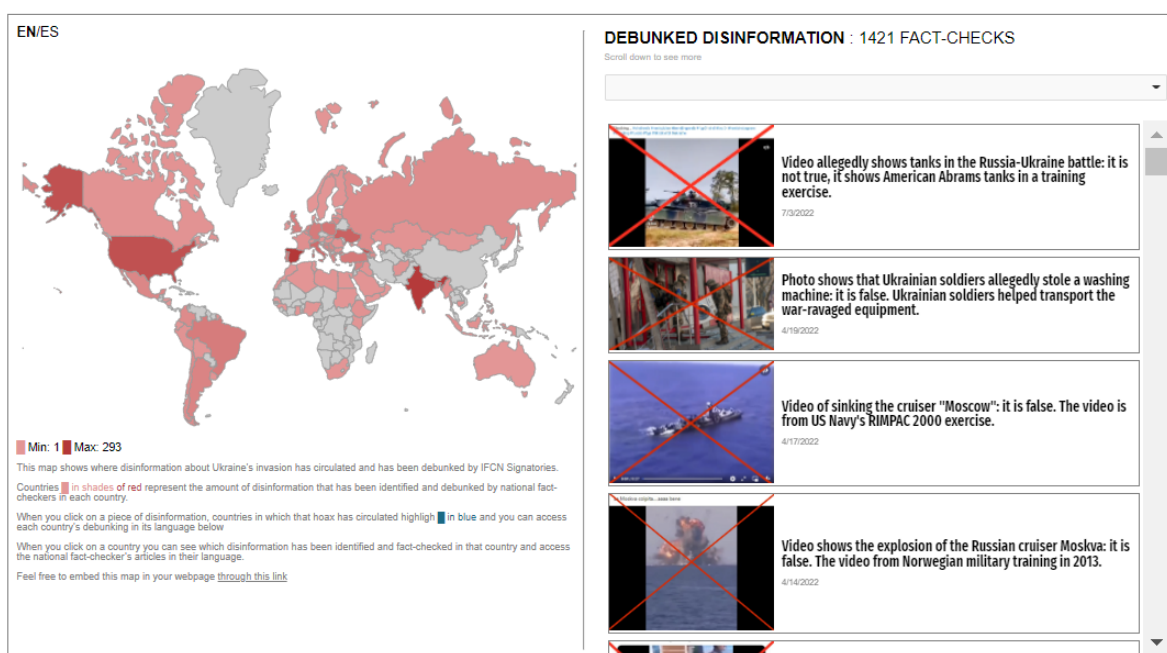 EN/ES
Min: 1 Max: 293
This map shows where disinformation about Ukraine's invasion has circulated and has been debunked by IFCN Signatories.
Countries in shades of red represent the amount of disinformation that has been identified and debunked by national fact-
checkers in each country.
When you click on a piece of disinformation, countries in which that hoax has circulated highligh in blue and you can access
each country's debunking in its language below
When you click on a country you can see which disinformation has been identified and fact-checked in that country and access
the national fact-checker's articles in their language.
Feel free to embed this map in your webpage through this link
DEBUNKED DISINFORMATION : 1421 FACT-CHECKS
Scroll down to see more
Video allegedly shows tanks in the Russia-Ukraine battle: it is
not true, it shows American Abrams tanks in a training
exercise.
7/3/2022
Photo shows that Ukrainian soldiers allegedly stole a washing
machine: it is false. Ukrainian soldiers helped transport the
war-ravaged equipment.
4/19/2022
Video of sinking the cruiser "Moscow": it is false. The video is
from US Navy's RIMPAC 2000 exercise.
4/17/2022
Video shows the explosion of the Russian cruiser Moskva: it is
false. The video from Norwegian military training in 2013.
4/14/2022